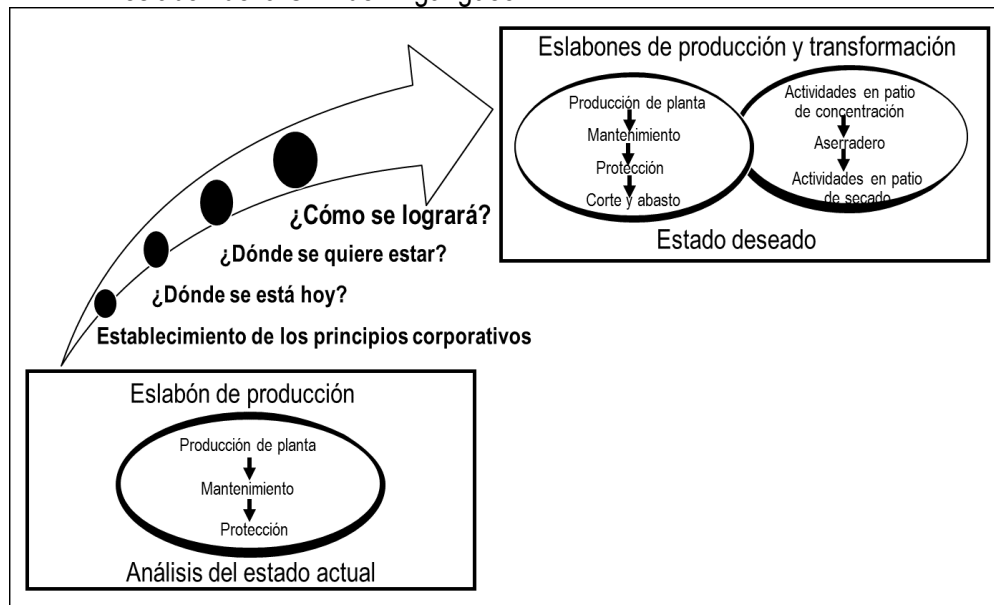 Eslabones de producción y transformación
Producción de planta
Mantenimiento
Protección
Corte y abasto
Actividades en patio
de concentración
Aserradero
Actividades en patio
de secado
Estado deseado
¿Cómo se logrará?
¿Dónde se quiere estar?
¿Dónde se está hoy?
Establecimiento de los principios corporativos
Eslabón de producción
Producción de planta
Mantenimiento
Protección
Análisis del estado actual